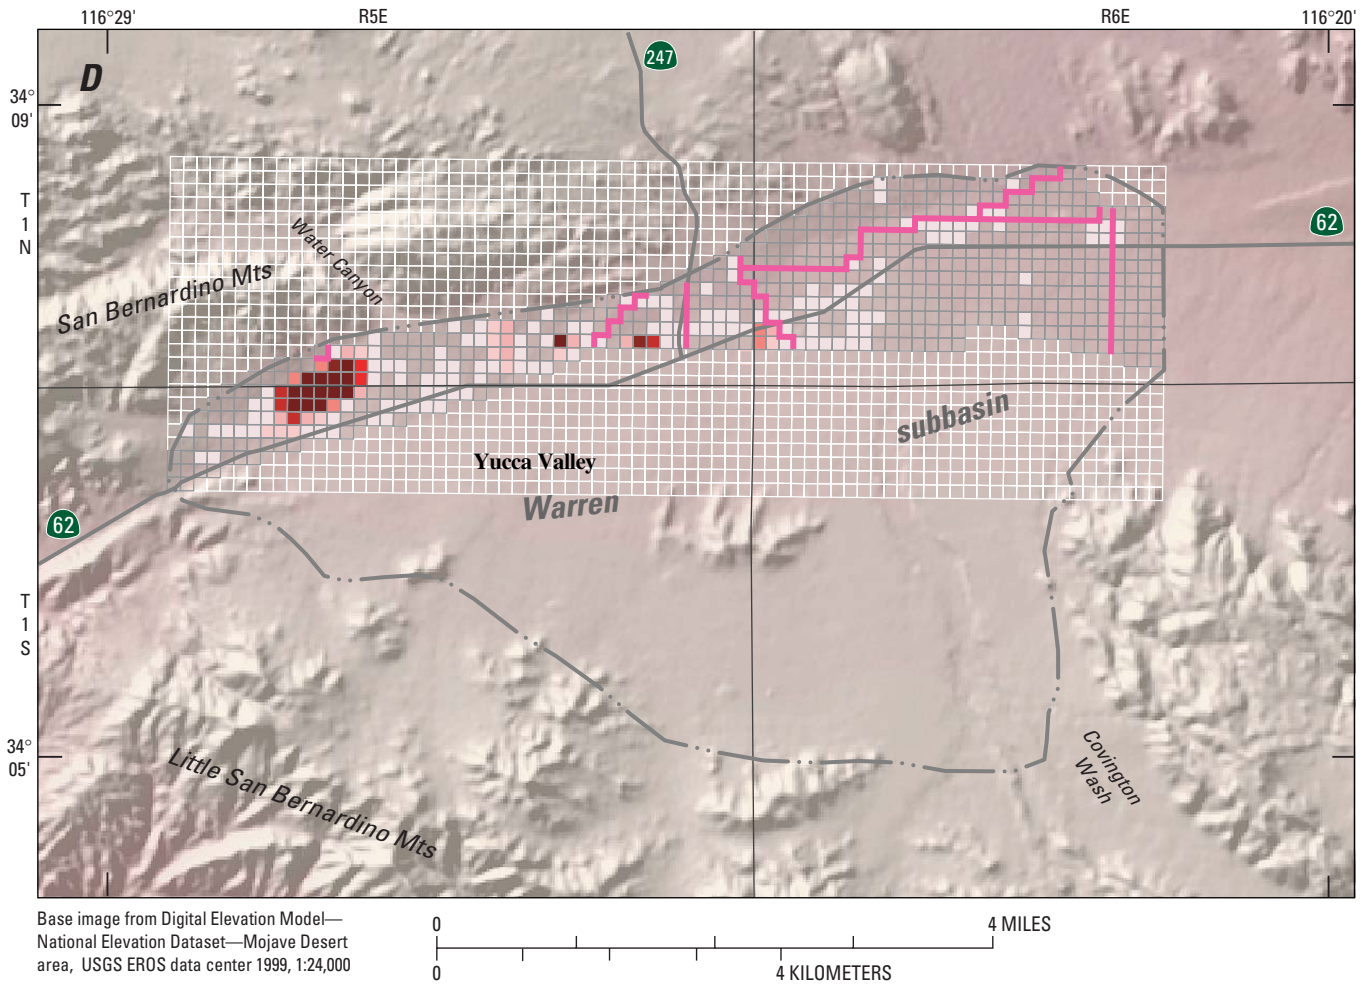 116°29'
R5E
R6E
116°20'
D
247
34°
09'
T
1
N
62
Water Canyon
San Bernardino Mts
subbasin
Yucca Valley
Warren
62
T
1
S
34°
05'
Covington
Wash
Little San Bernardino Mts
Base image from Digital Elevation Model—
National Elevation Dataset—Mojave Desert
area, USGS EROS data center 1999, 1:24,000
0
4 MILES
0
4 KILOMETERS